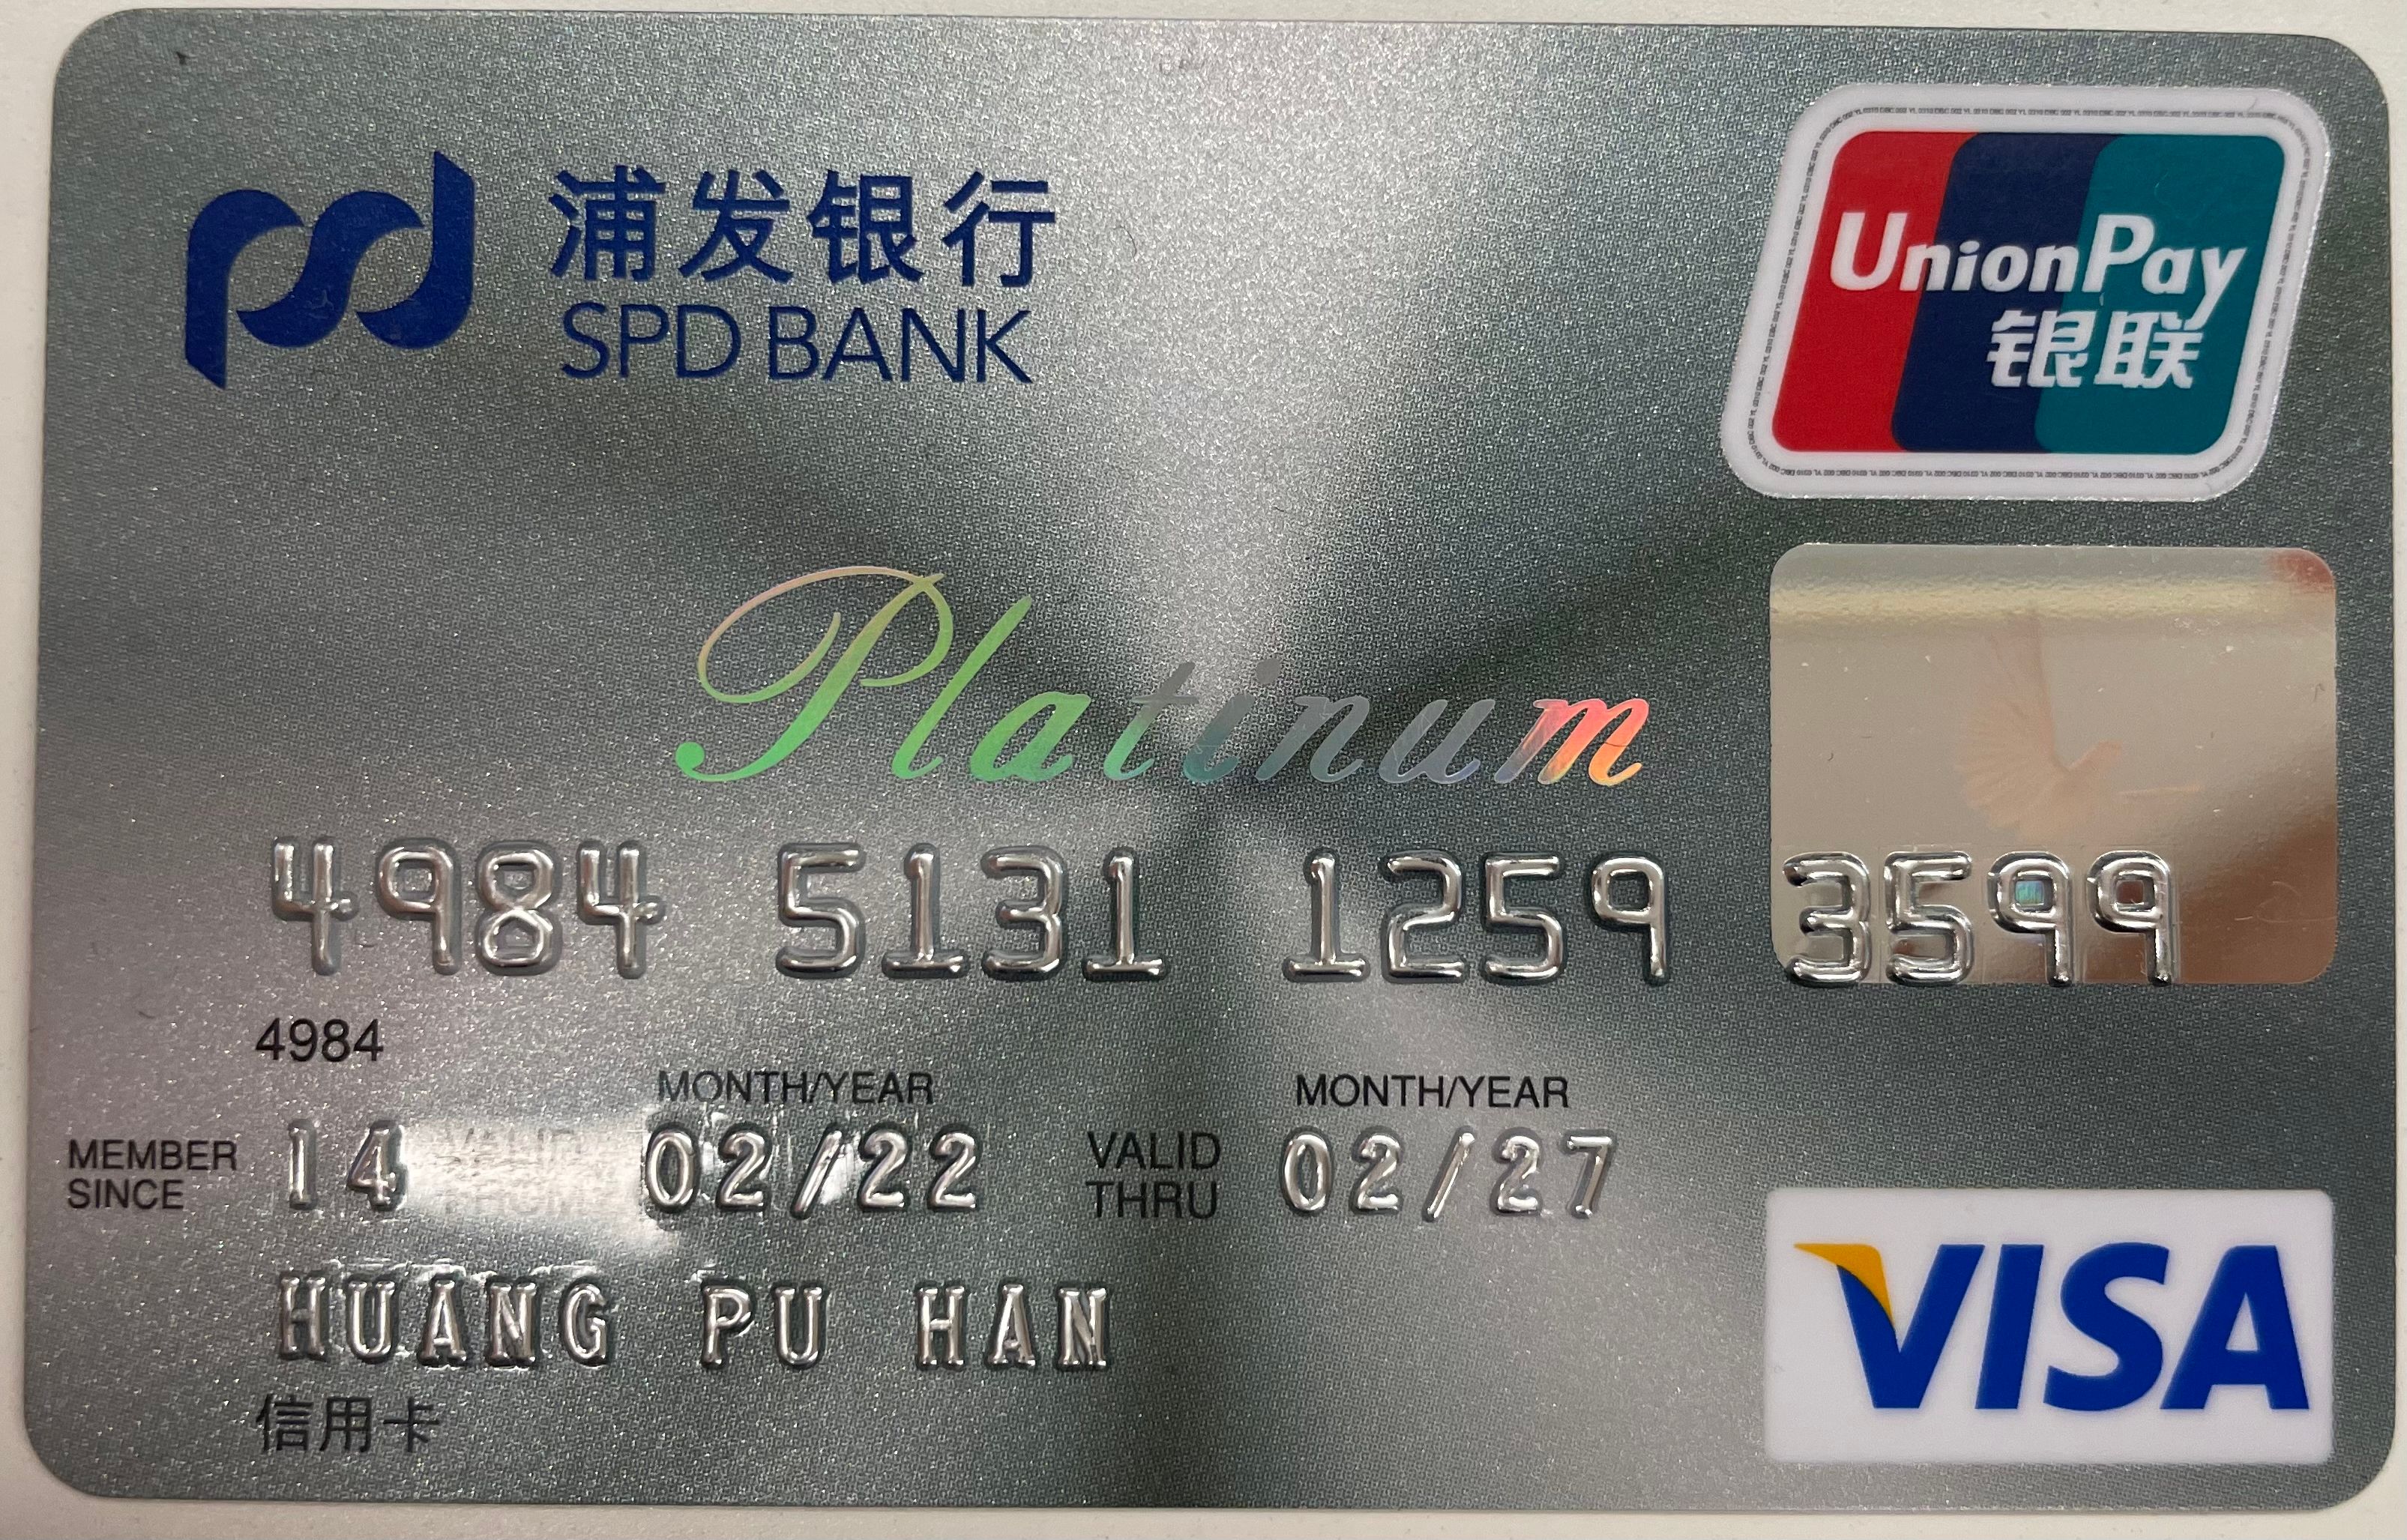 浦发银行
SPD BANK
UnionPay
银联
Platinum
4984 5131 1259 3599
4984
MONTH/YEAR MONTH/YEAR
MEMBER SINCE 14 VALID FROM 02/22 VALID THRU 02/27
HUANG PU HAN
信用卡
VISA